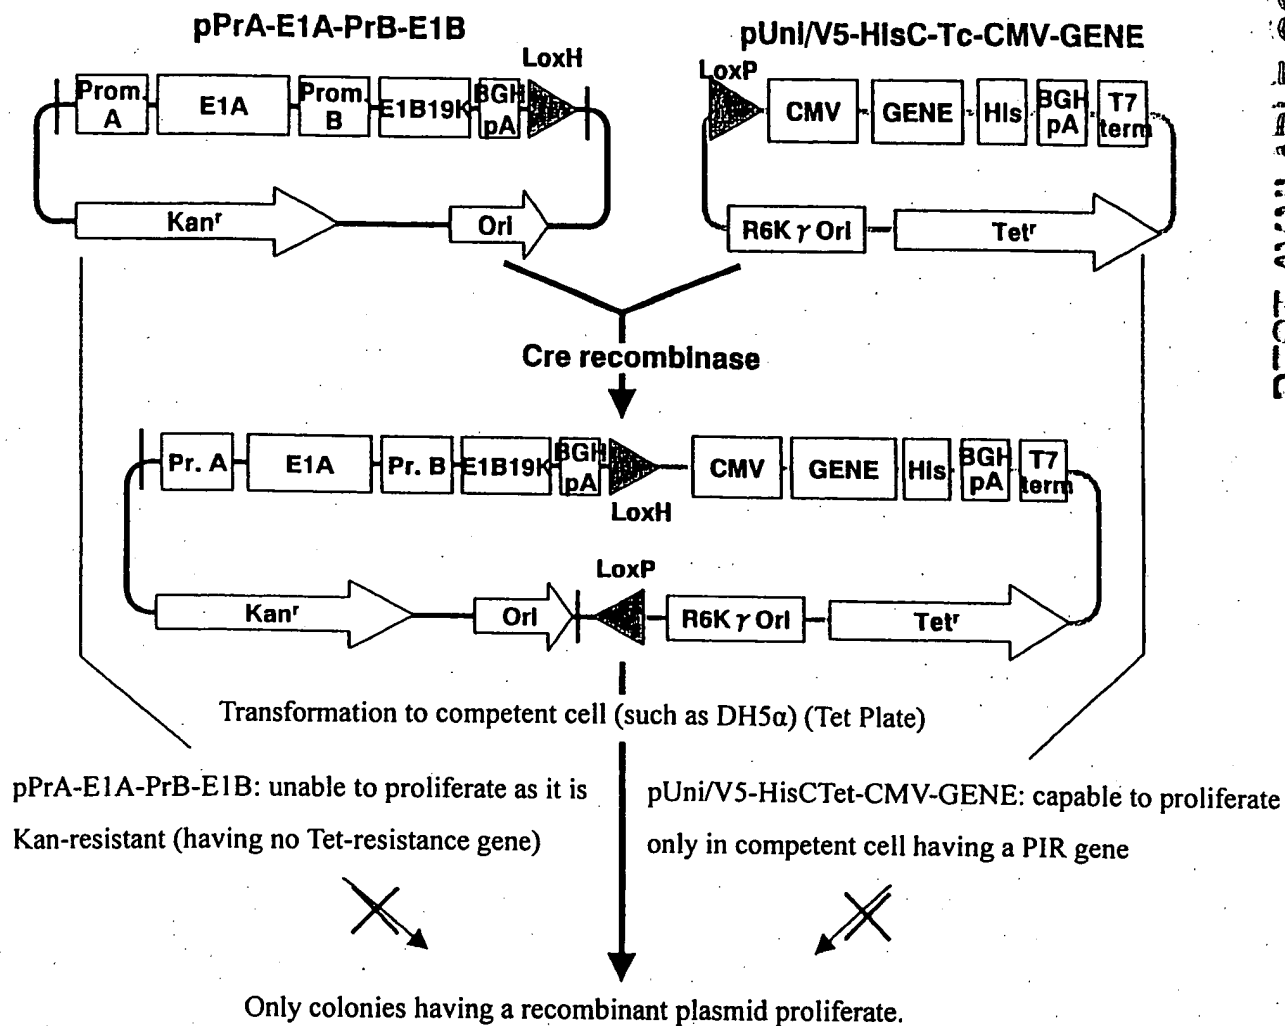 pPrA-E1A-PrB-E1B
pUni/V5-HisC-Tc-CMV-GENE
LoxH
LoxP
Prom. A
E1A
Prom. B
E1B19K
BGH pA
CMV
GENE
His
BGH pA
T7 term
Kanʳ
Ori
R6K γ Ori
Tetʳ
Cre recombinase
Pr. A
E1A
Pr. B
E1B19K
BGH pA
CMV
GENE
His
BGH pA
T7 term
LoxH
LoxP
Kanʳ
Ori
R6K γ Ori
Tetʳ
Transformation to competent cell (such as DH5α) (Tet Plate)
pPrA-E1A-PrB-E1B: unable to proliferate as it is
Kan-resistant (having no Tet-resistance gene)
pUni/V5-HisCTet-CMV-GENE: capable to proliferate
only in competent cell having a PIR gene
Only colonies having a recombinant plasmid proliferate.